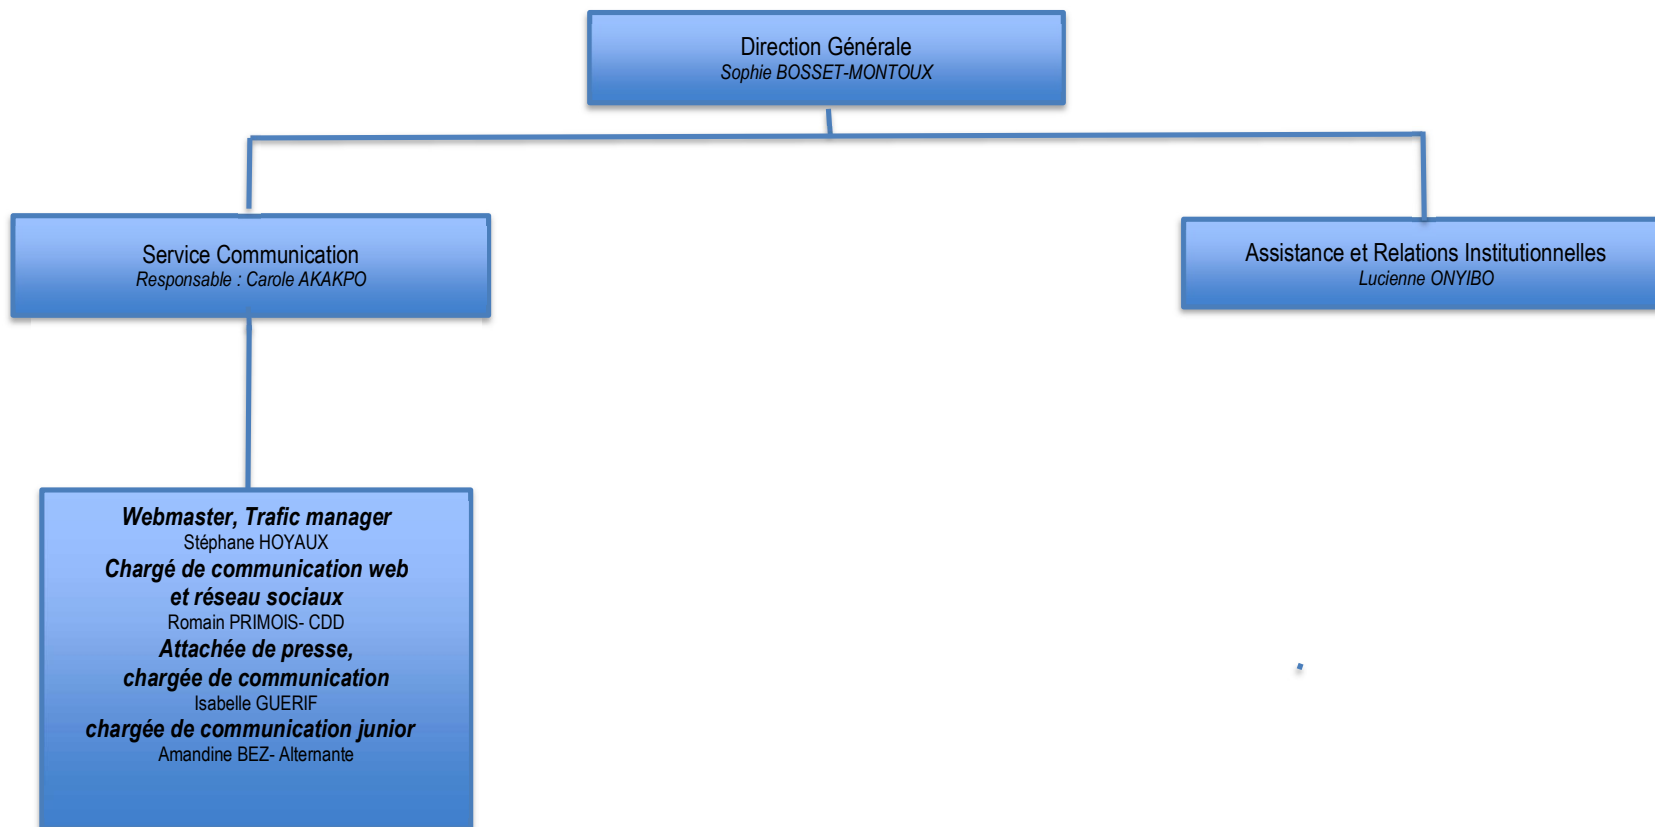 Direction Générale
Sophie BOSSET-MONTOUX
Service Communication
Responsable : Carole AKAKPO
Assistance et Relations Institutionnelles
Lucienne ONYIBO
Webmaster, Trafic manager
Stéphane HOYAUX
Chargé de communication web
et réseau sociaux
Romain PRIMOIS- CDD
Attachée de presse,
chargée de communication
Isabelle GUERIF
chargée de communication junior
Amandine BEZ- Alternante